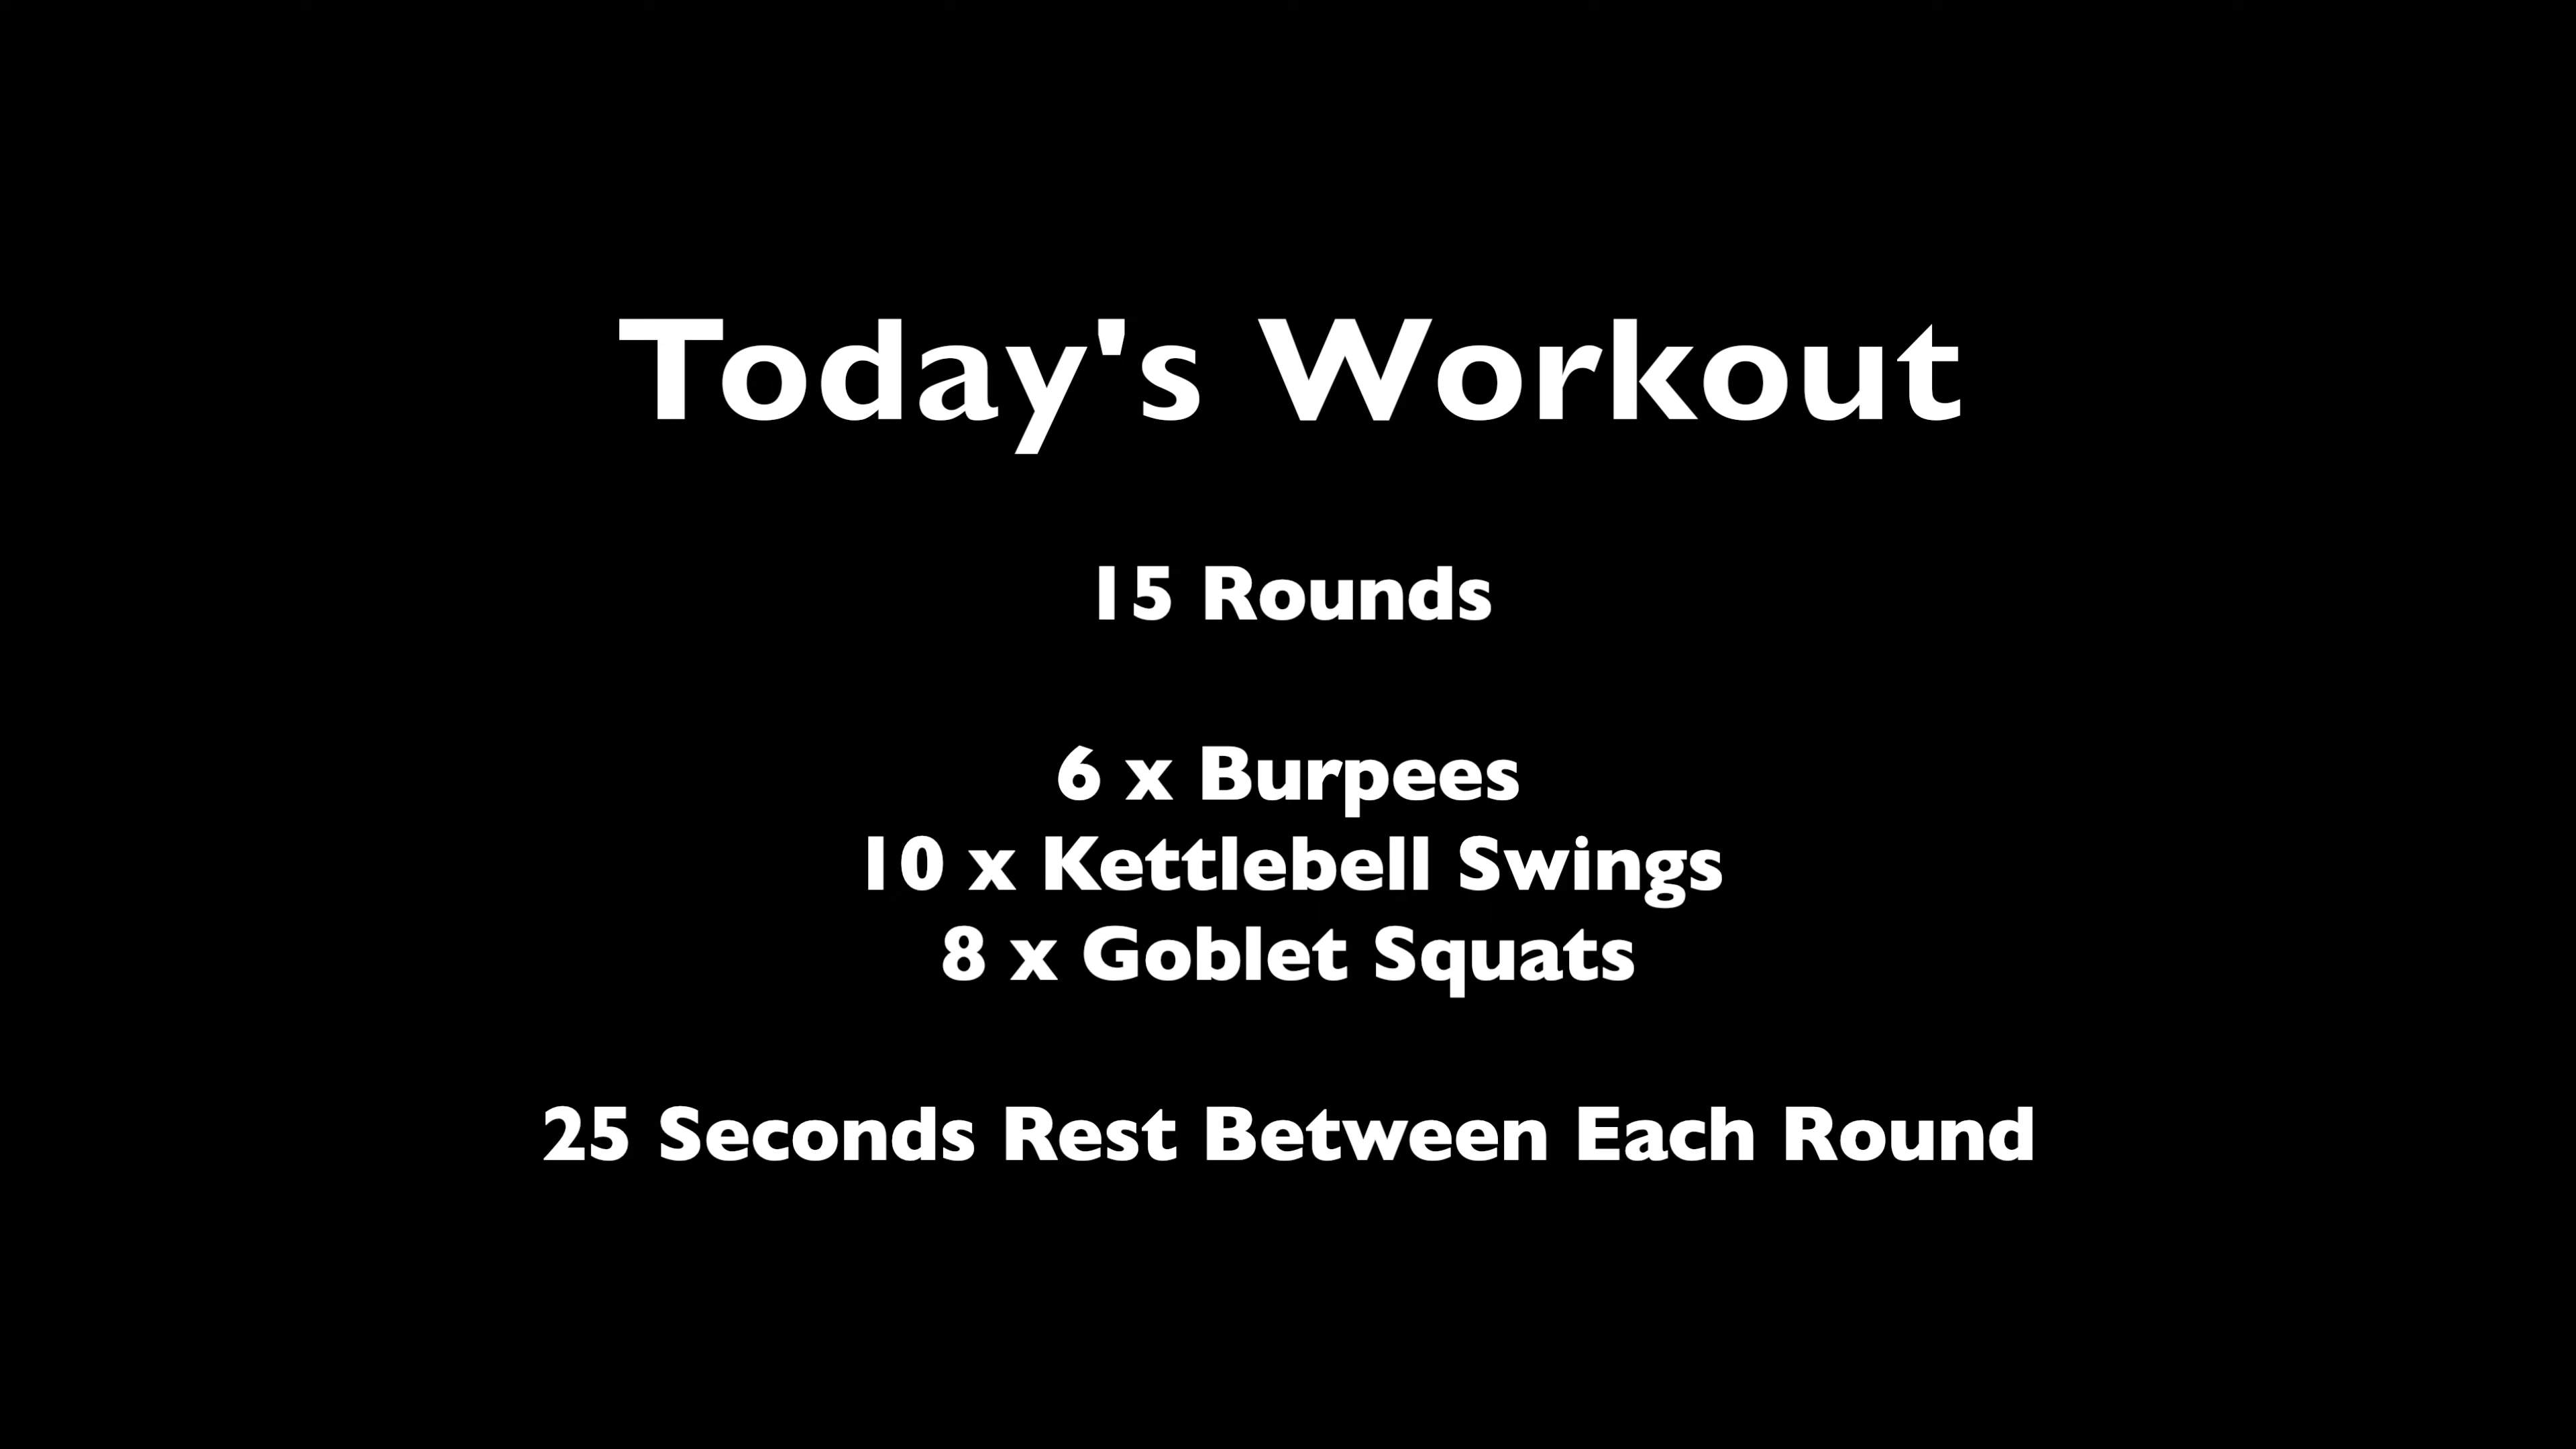 Today's Workout
15 Rounds
6 x Burpees
10 x Kettlebell Swings
8 x Goblet Squats
25 Seconds Rest Between Each Round